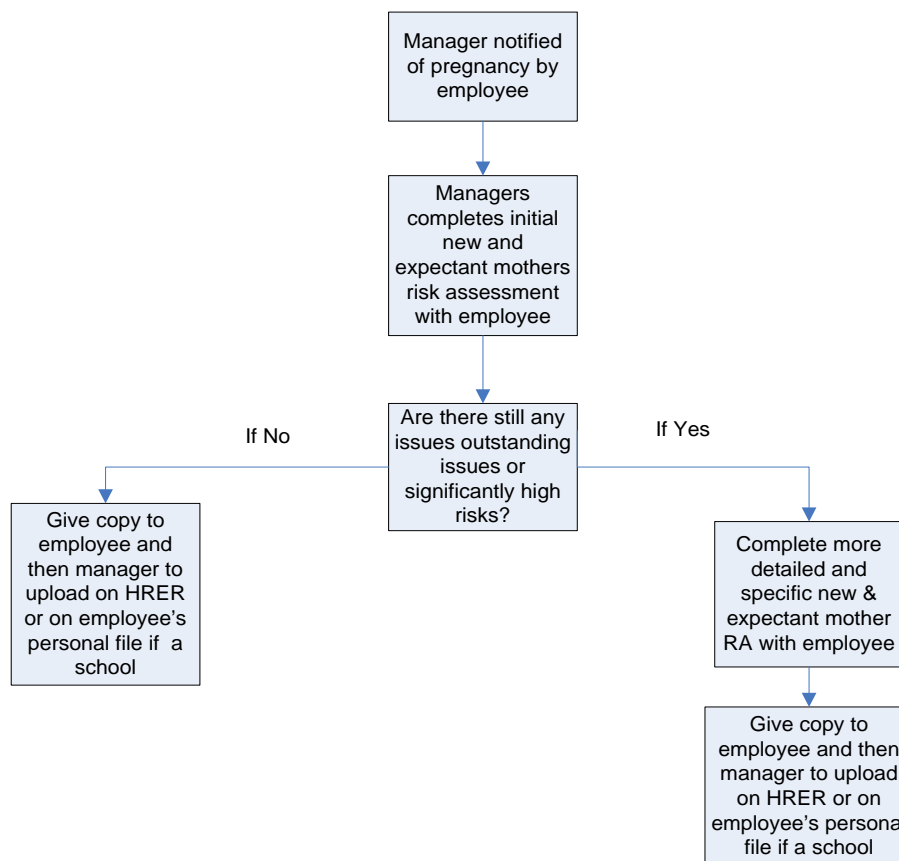 Manager notified
of pregnancy by
employee
Managers
completes initial
new and
expectant mothers
risk assessment
with employee
Are there still any
issues outstanding
issues or
significantly high
risks?
If No
If Yes
Give copy to
employee and
then manager to
upload on HRER
or on employee’s
personal file if a
school
Complete more
detailed and
specific new &
expectant mother
RA with employee
Give copy to
employee and then
manager to upload
on HRER or on
employee’s personal
file if a school